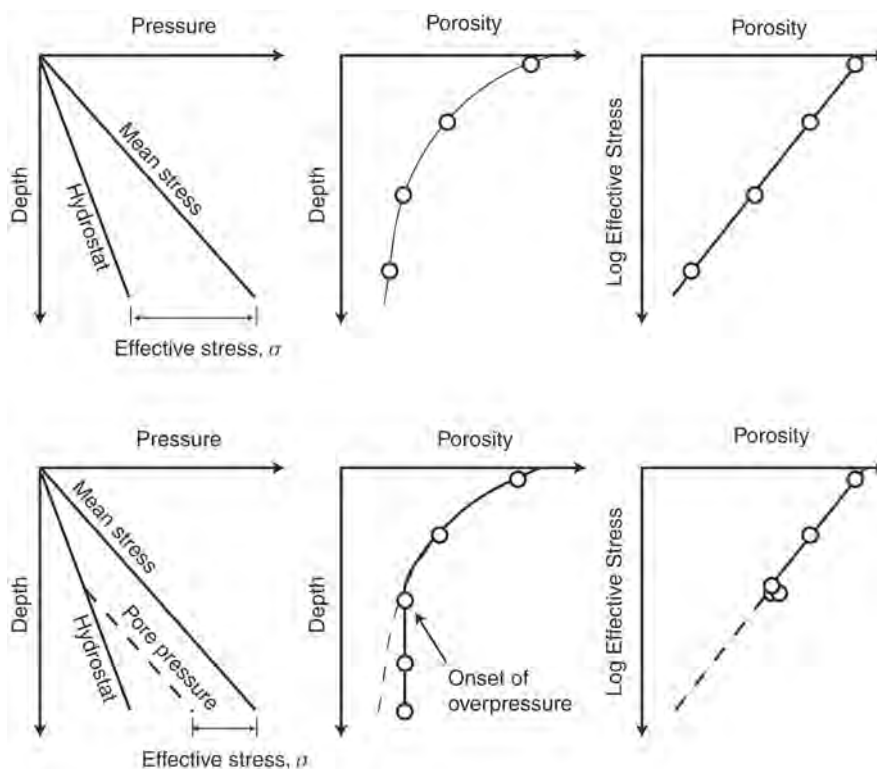 Pressure
Porosity
Porosity
Depth
Mean stress
Hydrostat
Effective stress, σ
Depth
Log Effective Stress
Pressure
Porosity
Porosity
Depth
Mean stress
Pore pressure
Hydrostat
Effective stress, σ
Depth
Onset of
overpressure
Log Effective Stress